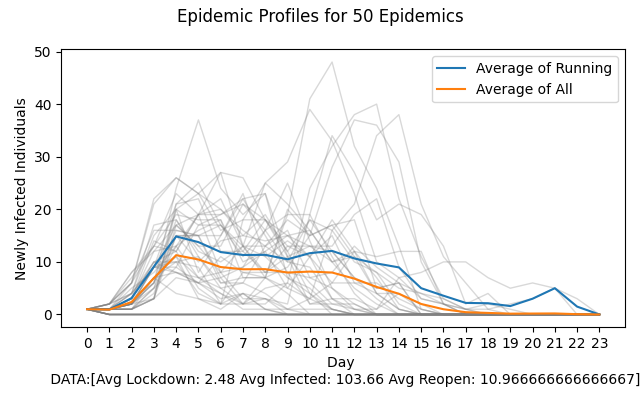 Epidemic Profiles for 50 Epidemics
50
40
30
20
10
0
Newly Infected Individuals
Average of Running
Average of All
0 1 2 3 4 5 6 7 8 9 10 11 12 13 14 15 16 17 18 19 20 21 22 23
Day
DATA:[Avg Lockdown: 2.48 Avg Infected: 103.66 Avg Reopen: 10.966666666666667]